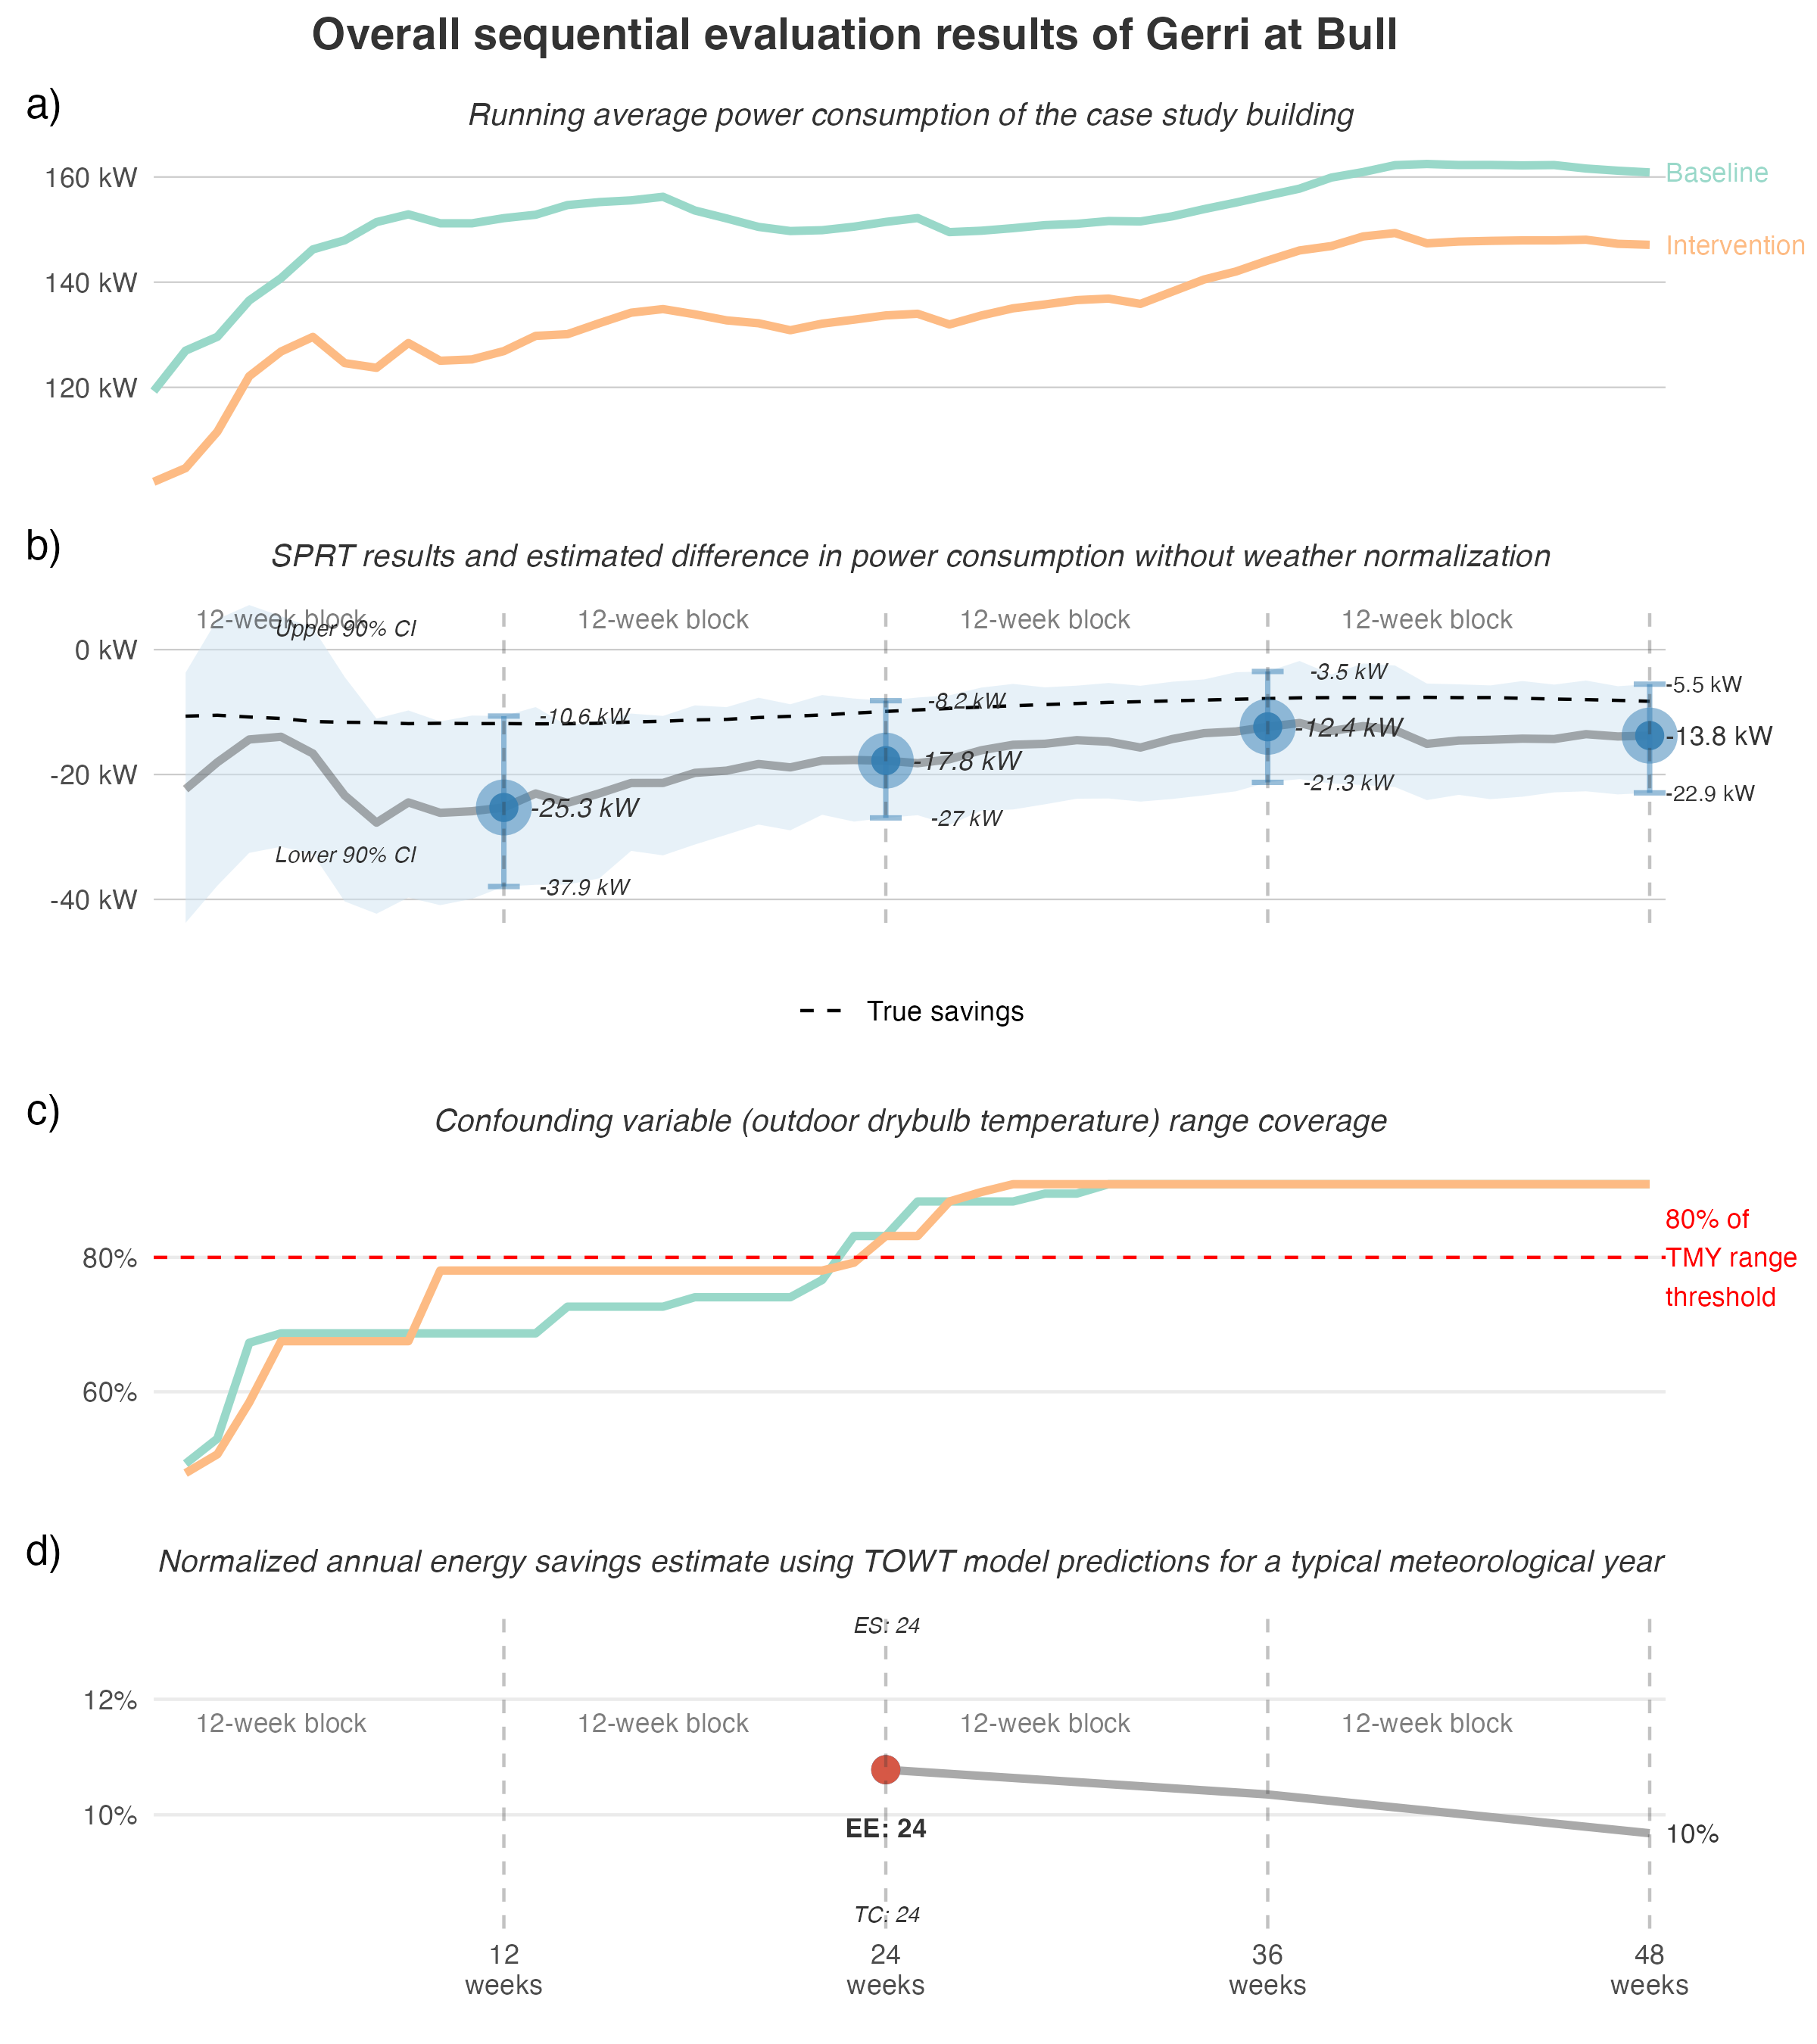 Overall sequential evaluation results of Gerri at Bull
a)
Running average power consumption of the case study building
160 kW
140 kW
120 kW
Baseline
Intervention
b)
SPRT results and estimated difference in power consumption without weather normalization
12-week block
12-week block
12-week block
12-week block
Upper 90% CI
Lower 90% CI
0 kW
-20 kW
-40 kW
-10.6 kW
-25.3 kW
-37.9 kW
-8.2 kW
-17.8 kW
-27 kW
-3.5 kW
-12.4 kW
-21.3 kW
-5.5 kW
-13.8 kW
-22.9 kW
True savings
c)
Confounding variable (outdoor drybulb temperature) range coverage
80%
60%
80% of
TMY range
threshold
d)
Normalized annual energy savings estimate using TOWT model predictions for a typical meteorological year
ES: 24
12%
12-week block
12-week block
12-week block
12-week block
10%
EE: 24
10%
TC: 24
12
weeks
24
weeks
36
weeks
48
weeks